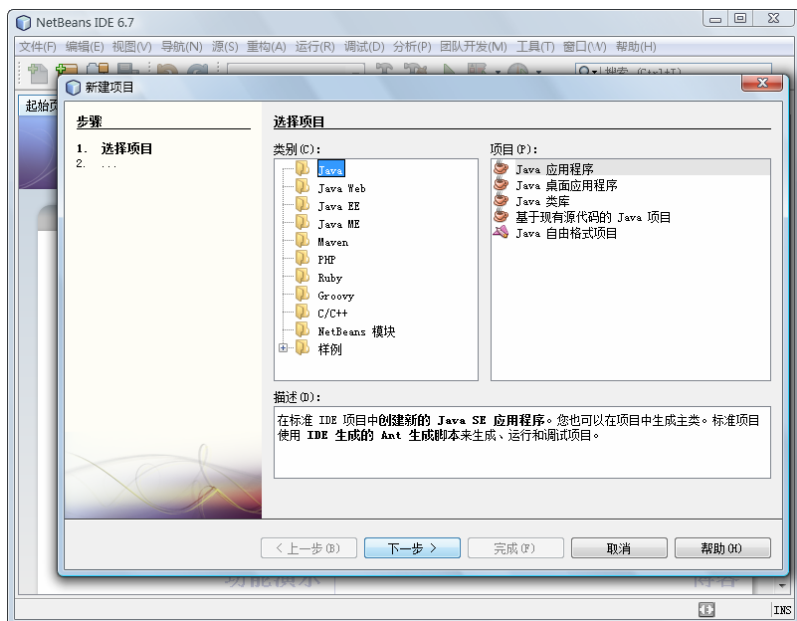 NetBeans IDE 6.7
文件(F) 编辑(E) 视图(V) 导航(N) 源(S) 重构(A) 运行(R) 调试(D) 分析(P) 团队开发(M) 工具(T) 窗口(W) 帮助(H)
新建项目
起始页
步骤
1. 选择项目
2. ...
选择项目
类别(C):
Java
Java Web
Java EE
Java ME
Maven
PHP
Ruby
Groovy
C/C++
NetBeans 模块
样例
项目(P):
Java 应用程序
Java 桌面应用程序
Java 类库
基于现有源代码的 Java 项目
Java 自由格式项目
描述(D):
在标准 IDE 项目中创建新的 Java SE 应用程序。您也可以在项目中生成主类。标准项目
使用 IDE 生成的 Ant 生成脚本来生成、运行和调试项目。
< 上一步(B)
下一步 >
完成(F)
取消
帮助(H)
INS